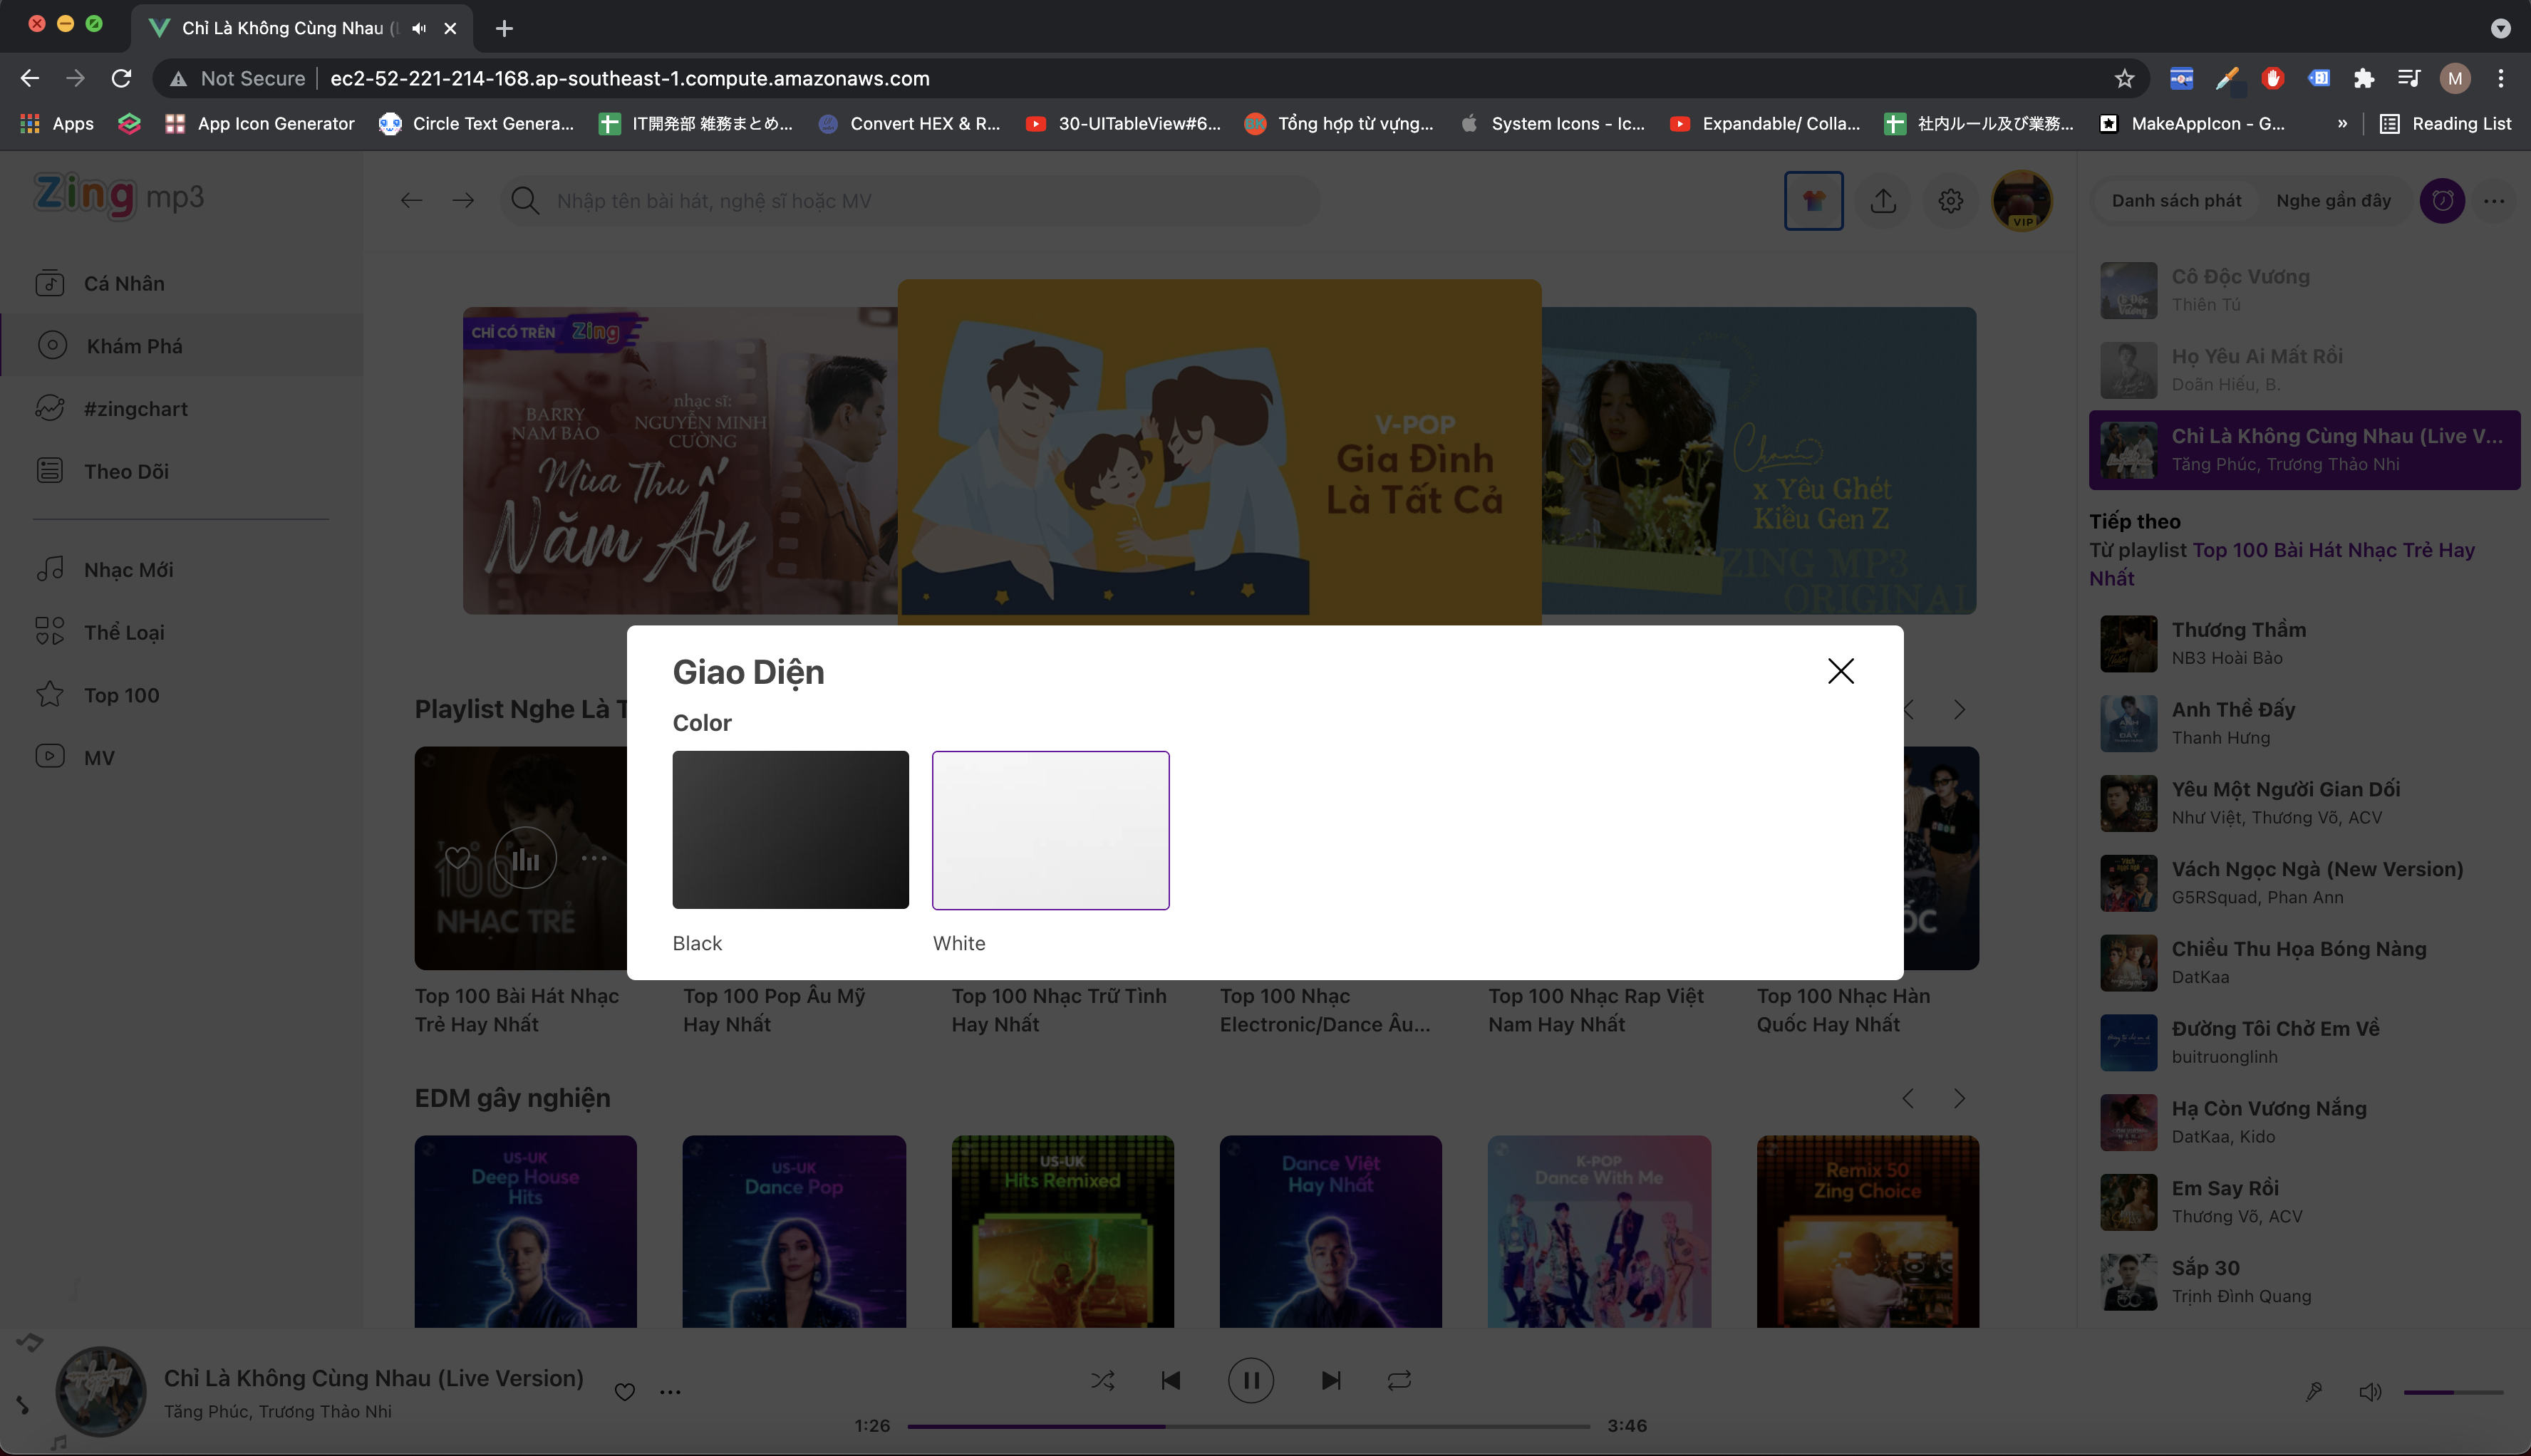 Chỉ Là Không Cùng Nhau (
Not Secure
ec2-52-221-214-168.ap-southeast-1.compute.amazonaws.com
M
Apps
App Icon Generator
Circle Text Genera...
IT開発部 雑務まとめ...
Convert HEX & R...
30-UITableView#6...
Tổng hợp từ vựng...
System Icons - Ic...
Expandable/ Colla...
社内ルール及び業務...
MakeAppIcon - G...
»
Reading List
Zing mp3
Nhập tên bài hát, nghệ sĩ hoặc MV
VIP
Danh sách phát
Nghe gần đây
Cá Nhân
Khám Phá
#zingchart
Theo Dõi
Nhạc Mới
Thể Loại
Top 100
MV
CHỈ CÓ TRÊN Zing
BARRY
NAM BẢO
nhạc sĩ:
NGUYỄN MINH
CƯỜNG
Mùa Thu Ấy
Năm Ấy
V-POP
Gia Đình
Là Tất Cả
Cham
x Yêu Ghét
Kiểu Gen Z
ZING MP3
ORIGINAL
Giao Diện
Color
Black
White
Playlist Nghe Là T
TOP
100
NHẠC TRẺ
ỐC
Top 100 Bài Hát Nhạc
Trẻ Hay Nhất
Top 100 Pop Âu Mỹ
Hay Nhất
Top 100 Nhạc Trữ Tình
Hay Nhất
Top 100 Nhạc
Electronic/Dance Âu...
Top 100 Nhạc Rap Việt
Nam Hay Nhất
Top 100 Nhạc Hàn
Quốc Hay Nhất
EDM gây nghiện
US-UK
Deep House
Hits
US-UK
Dance Pop
US-UK
Hits Remixed
Dance Việt
Hay Nhất
K-POP
Dance With Me
Remix 50
Zing Choice
Cô Độc Vương
Thiên Tú
Họ Yêu Ai Mất Rồi
Doãn Hiếu, B.
Chỉ Là Không Cùng Nhau (Live V...
Tăng Phúc, Trương Thảo Nhi
Tiếp theo
Từ playlist Top 100 Bài Hát Nhạc Trẻ Hay
Nhất
Thương Thầm
NB3 Hoài Bảo
Anh Thề Đấy
Thanh Hưng
Yêu Một Người Gian Dối
Như Việt, Thương Võ, ACV
Vách Ngọc Ngà (New Version)
G5RSquad, Phan Ann
Chiều Thu Họa Bóng Nàng
DatKaa
Đường Tôi Chở Em Về
buitruonglinh
Hạ Còn Vương Nắng
DatKaa, Kido
Em Say Rồi
Thương Võ, ACV
Sắp 30
Trịnh Đình Quang
Chỉ Là Không Cùng Nhau (Live Version)
Tăng Phúc, Trương Thảo Nhi
1:26
3:46